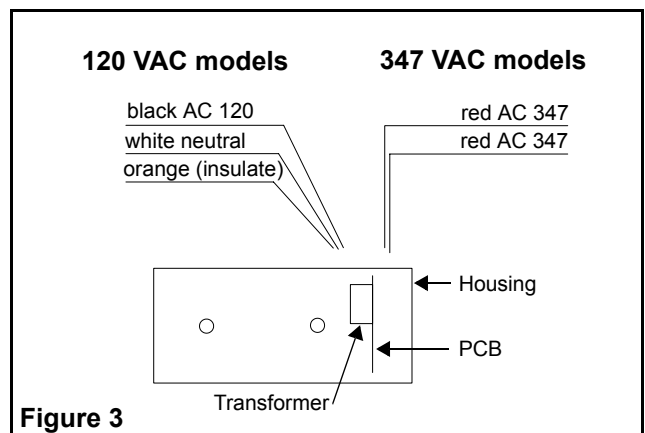 120 VAC models
347 VAC models
black AC 120
white neutral
orange (insulate)
red AC 347
red AC 347
Housing
PCB
Transformer
Figure 3